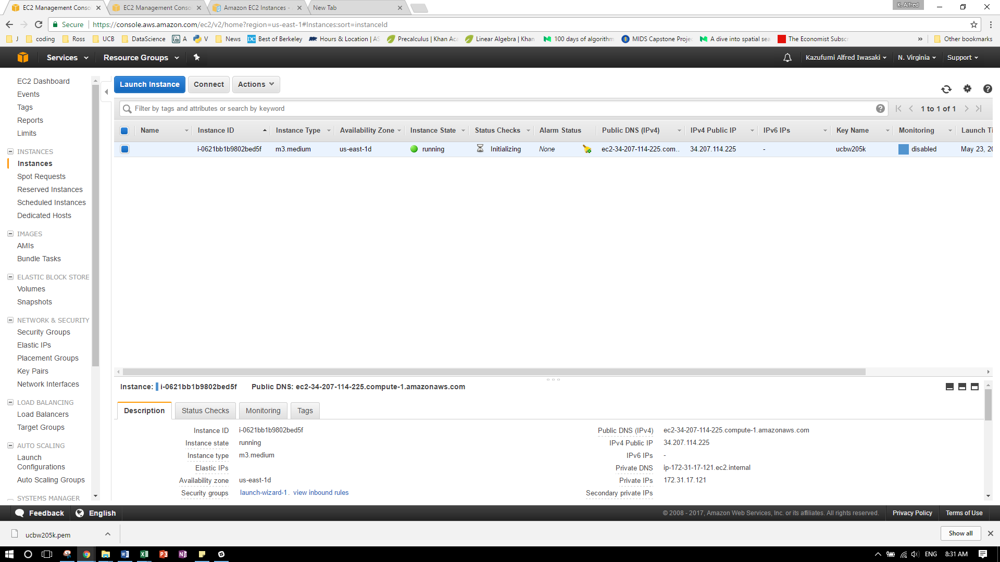 EC2 Management Conso
EC2 Management Conso
Amazon EC2 Instances -
New Tab
K. Alfred
Secure
https://console.aws.amazon.com/ec2/v2/home?region=us-east-1#Instances:sort=instanceId
J
coding
Ross
UCB
DataScience
A
V
News
DC Best of Berkeley
Hours & Location | AS
Precalculus | Khan Aca
Linear Algebra | Khan
100 days of algorithm
MIDS Capstone Projec
A dive into spatial sea
The Economist Subscr
»
Other bookmarks
Services
Resource Groups
Kazufumi Alfred Iwasaki
N. Virginia
Support
EC2 Dashboard
Events
Tags
Reports
Limits
INSTANCES
Instances
Spot Requests
Reserved Instances
Scheduled Instances
Dedicated Hosts
IMAGES
AMIs
Bundle Tasks
ELASTIC BLOCK STORE
Volumes
Snapshots
NETWORK & SECURITY
Security Groups
Elastic IPs
Placement Groups
Key Pairs
Network Interfaces
LOAD BALANCING
Load Balancers
Target Groups
AUTO SCALING
Launch
Configurations
Auto Scaling Groups
SYSTEMS MANAGER
Launch Instance
Connect
Actions
Filter by tags and attributes or search by keyword
1 to 1 of 1
Name
Instance ID
Instance Type
Availability Zone
Instance State
Status Checks
Alarm Status
Public DNS (IPv4)
IPv4 Public IP
IPv6 IPs
Key Name
Monitoring
Launch Ti
i-0621bb1b9802bed5f
m3.medium
us-east-1d
running
Initializing
None
ec2-34-207-114-225.com..
34.207.114.225
-
ucbw205k
disabled
May 23, 20
Instance: i-0621bb1b9802bed5f
Public DNS: ec2-34-207-114-225.compute-1.amazonaws.com
Description
Status Checks
Monitoring
Tags
Instance ID i-0621bb1b9802bed5f
Instance state running
Instance type m3.medium
Elastic IPs
Availability zone us-east-1d
Security groups launch-wizard-1. view inbound rules
Public DNS (IPv4) ec2-34-207-114-225.compute-1.amazonaws.com
IPv4 Public IP 34.207.114.225
IPv6 IPs -
Private DNS ip-172-31-17-121.ec2.internal
Private IPs 172.31.17.121
Secondary private IPs
Feedback
English
© 2008 - 2017, Amazon Web Services, Inc. or its affiliates. All rights reserved.
Privacy Policy
Terms of Use
ucbw205k.pem
Show all
ENG
8:31 AM